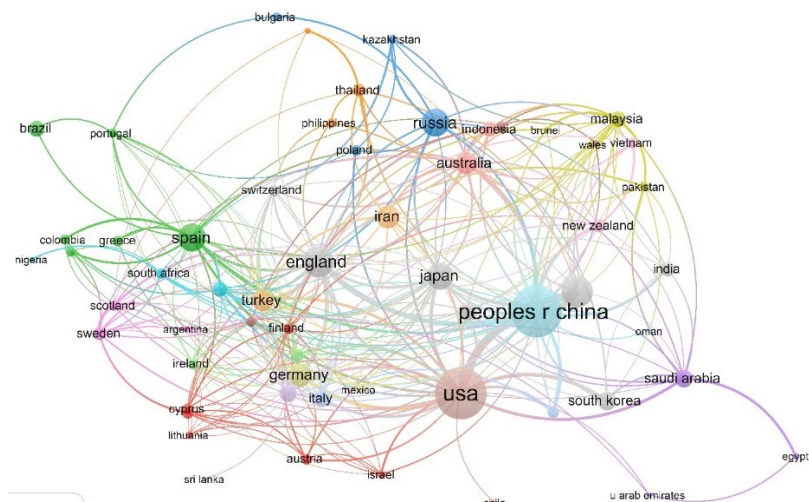 bulgaria
kazakhstan
thailand
brazil
portugal
philippines
russia
indonesia
brune
malaysia
poland
wales
vietnam
australia
switzerland
pakistan
iran
new zealand
spain
colombia
greece
england
nigeria
south africa
japan
india
turkey
scotland
peoples r china
sweden
argentina
finland
oman
ireland
germany
saudi arabia
mexico
usa
italy
south korea
cyprus
lithuania
austria
egypt
israel
sri lanka
u arab emirates